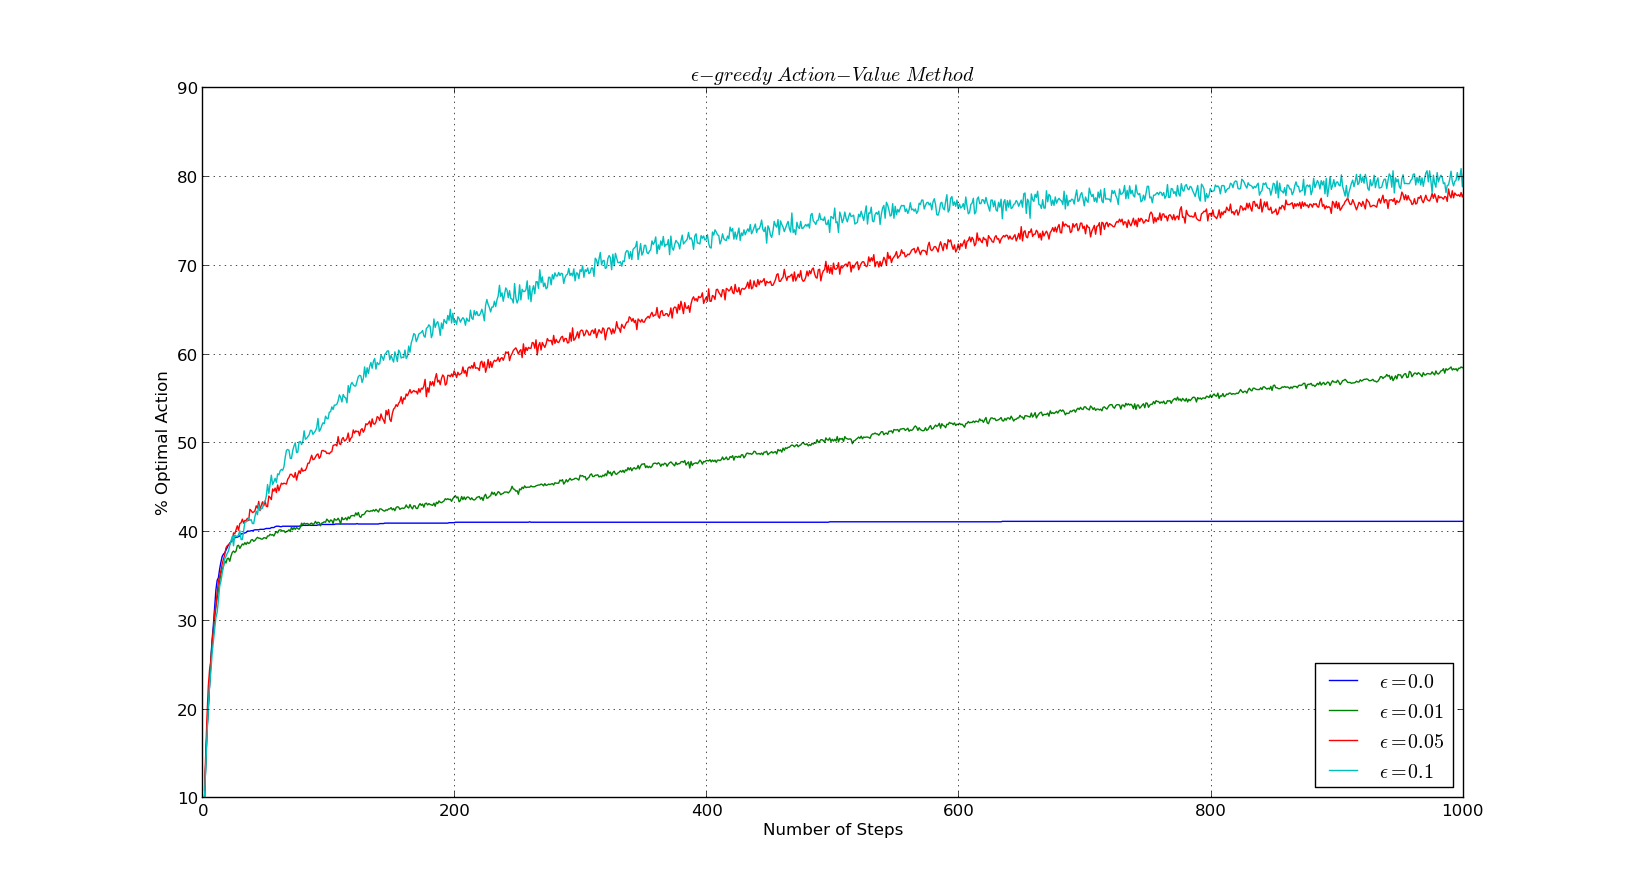 ϵ−greedy Action−Value Method
90
80
70
60
50
40
30
20
10
% Optimal Action
0 200 400 600 800 1000
Number of Steps
ϵ=0.0
ϵ=0.01
ϵ=0.05
ϵ=0.1